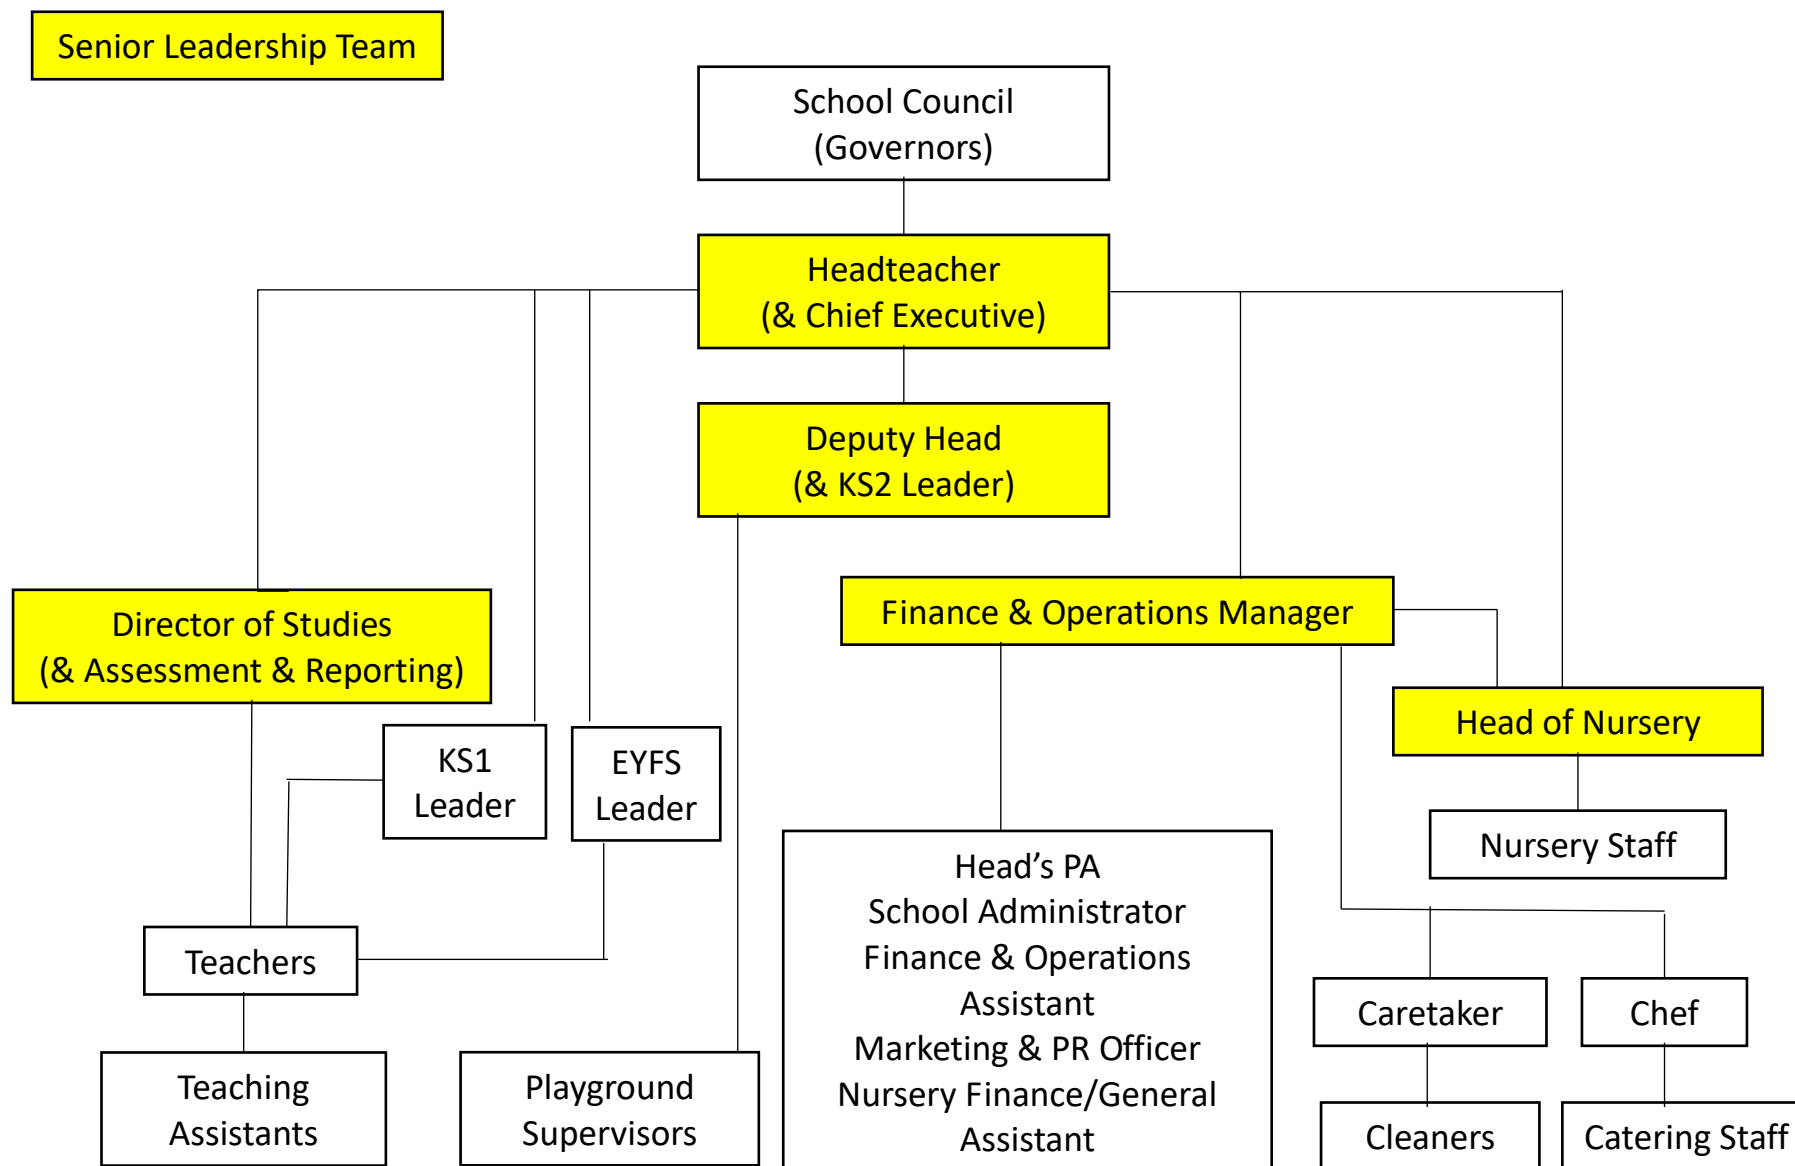 Senior Leadership Team
School Council
(Governors)
Headteacher
(& Chief Executive)
Deputy Head
(& KS2 Leader)
Director of Studies
(& Assessment & Reporting)
Finance & Operations Manager
Head of Nursery
KS1
Leader
EYFS
Leader
Nursery Staff
Head’s PA
School Administrator
Finance & Operations
Assistant
Marketing & PR Officer
Nursery Finance/General
Assistant
Teachers
Caretaker
Chef
Teaching
Assistants
Playground
Supervisors
Cleaners
Catering Staff